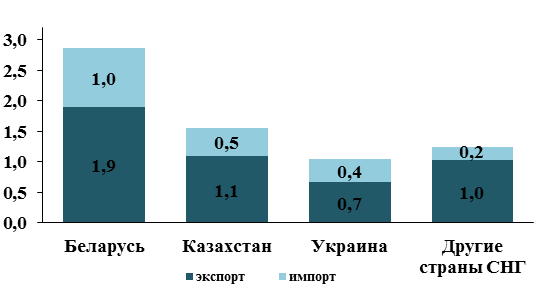 3,0
2,5
2,0
1,5
1,0
0,5
0,0
1,0
1,9
0,5
1,1
0,4
0,7
0,2
1,0
Беларусь
Казахстан
Украина
Другие
страны СНГ
экспорт
импорт